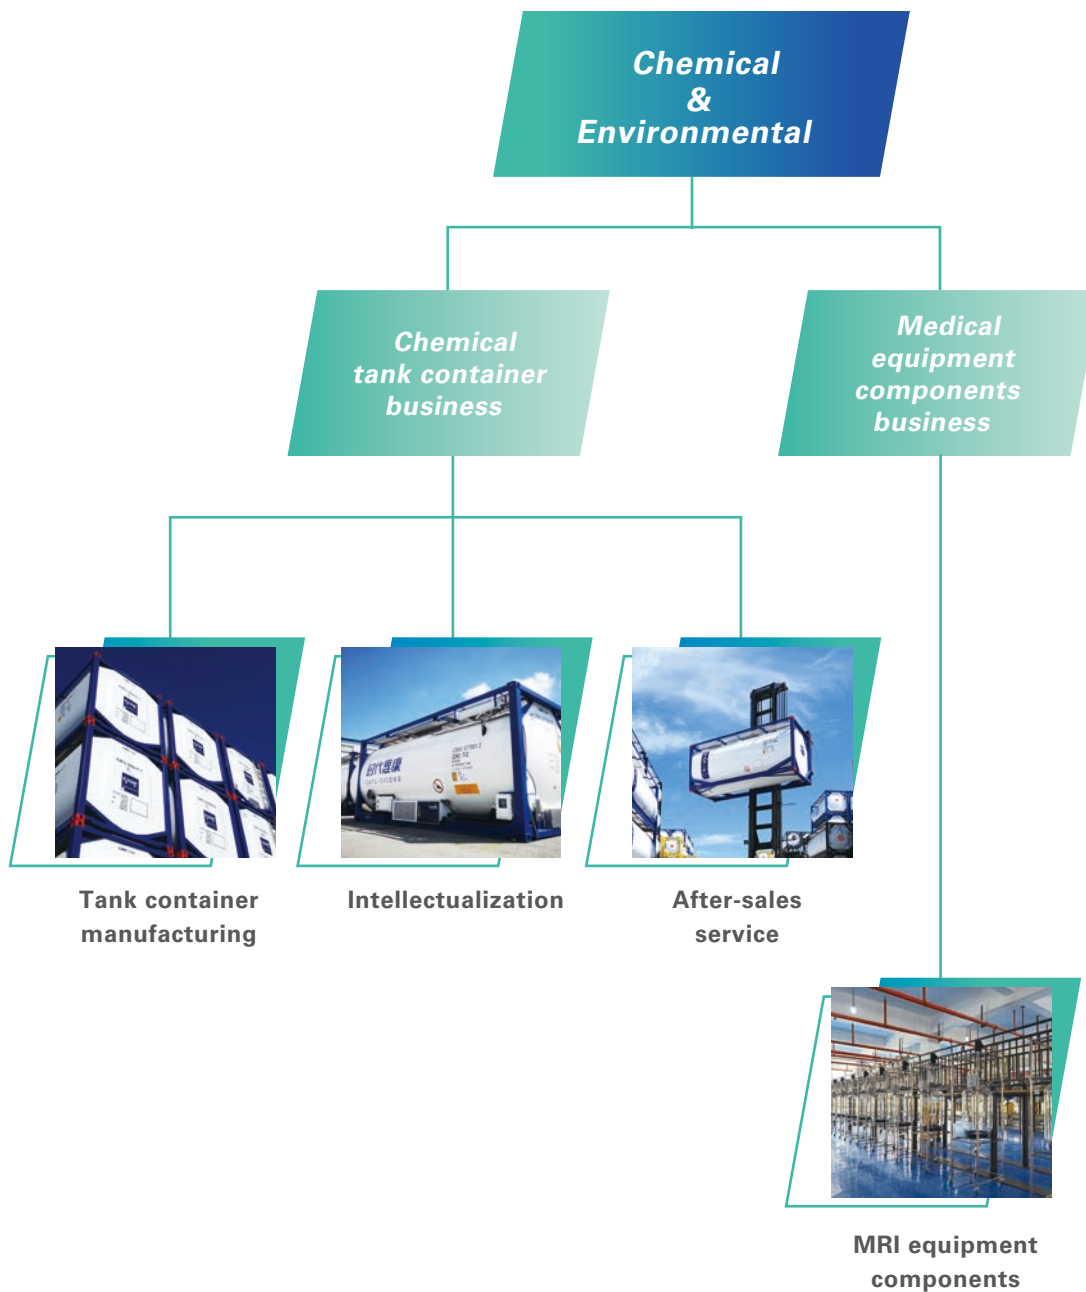 Chemical
&
Environmental
Chemical
tank container
business
Medical
equipment
components
business
Tank container
manufacturing
Intellectualization
After-sales
service
MRI equipment
components